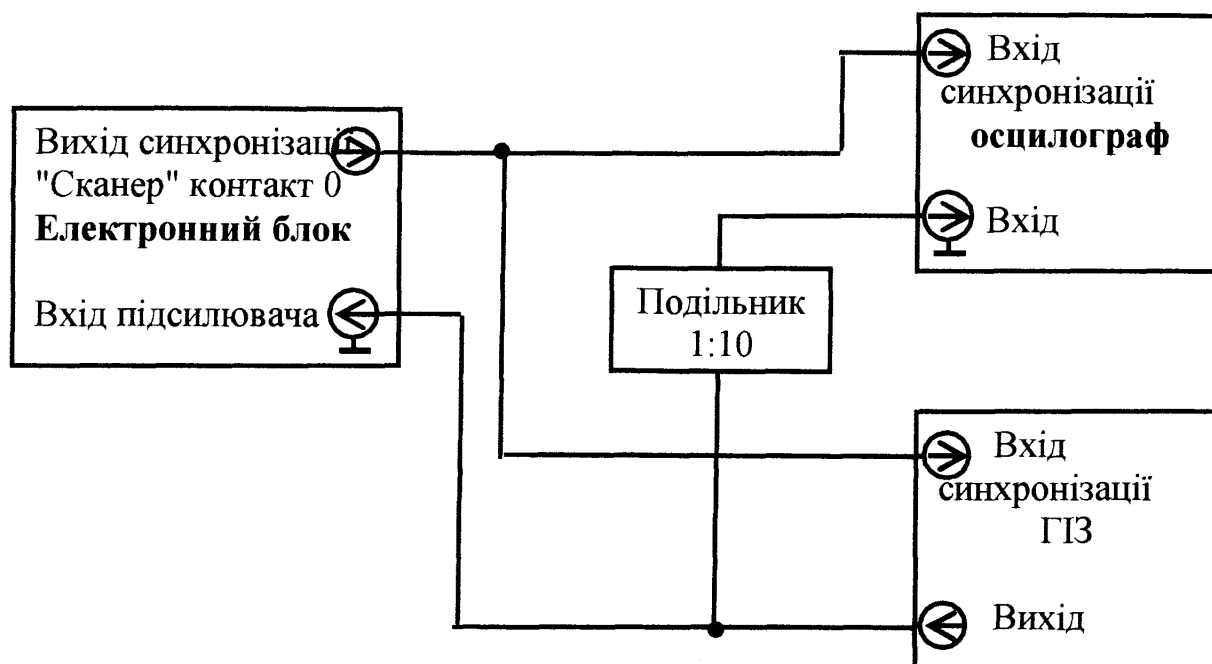 Вихід синхронізації
"Сканер" контакт 0
Електронний блок
Вхід підсилювача
Вхід
синхронізації
осцилограф
Вхід
Подільник
1:10
Вхід
синхронізації
ГІЗ
Вихід